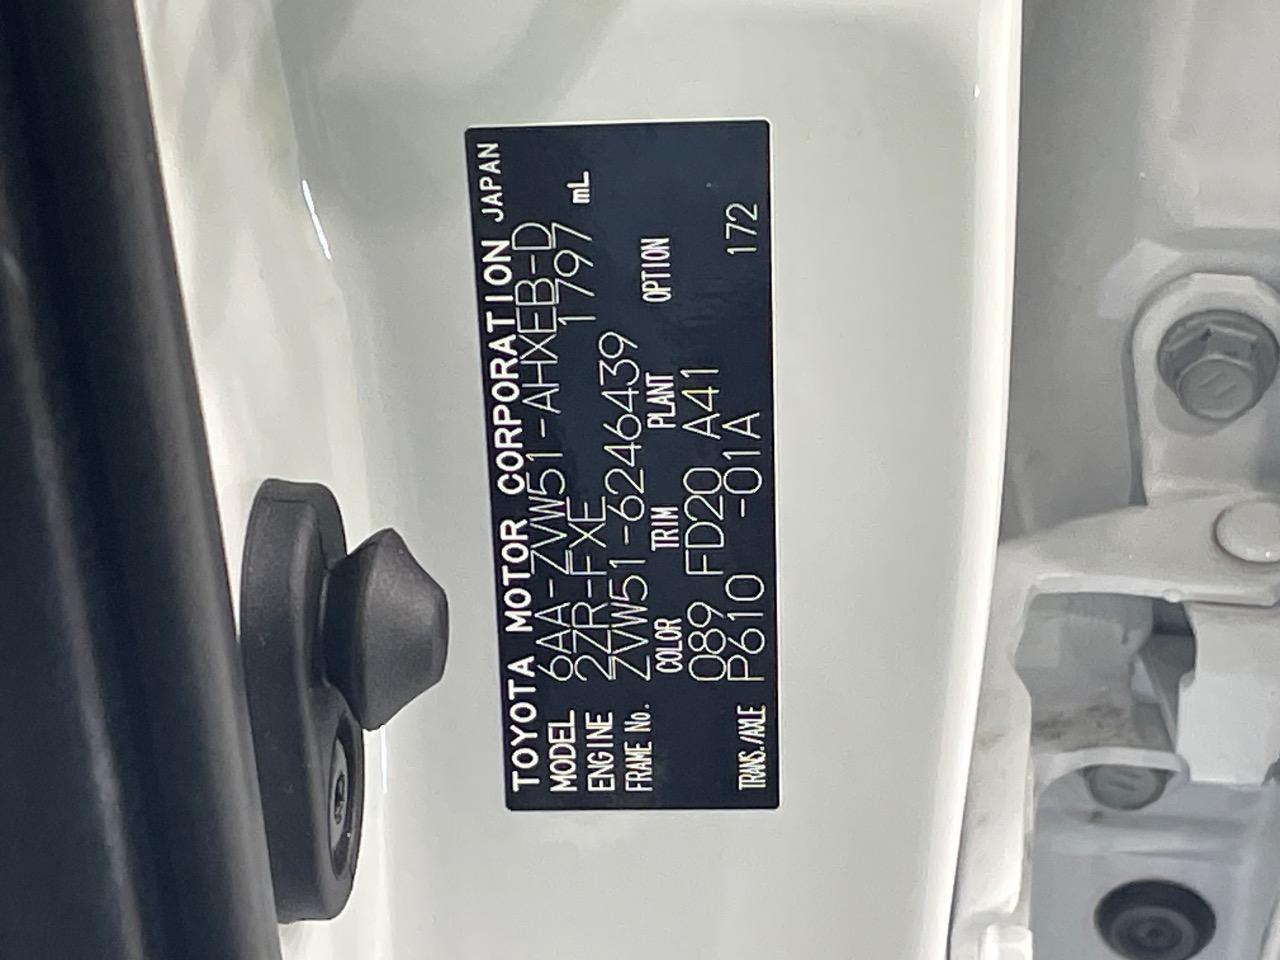 TOYOTA MOTOR CORPORATION JAPAN
MODEL 6AA-ZVW51-AHXEB-D
ENGINE 2ZR-FXE 1797 mL
FRAME No. ZVW51-6246439
COLOR TRIM PLANT OPTION
089 FD20 A41
TRANS./AXLE P610 -01A 172